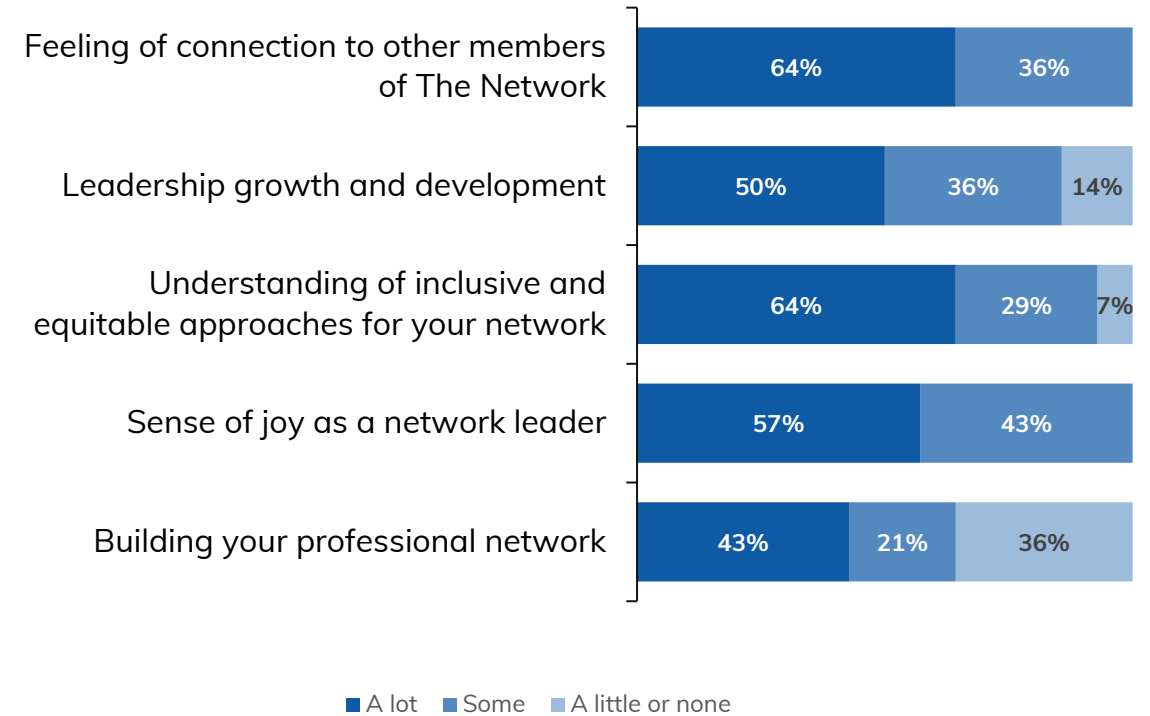 Feeling of connection to other members
of The Network
64%
36%
Leadership growth and development
50%
36%
14%
Understanding of inclusive and
equitable approaches for your network
64%
29%
7%
Sense of joy as a network leader
57%
43%
Building your professional network
43%
21%
36%
A lot
Some
A little or none